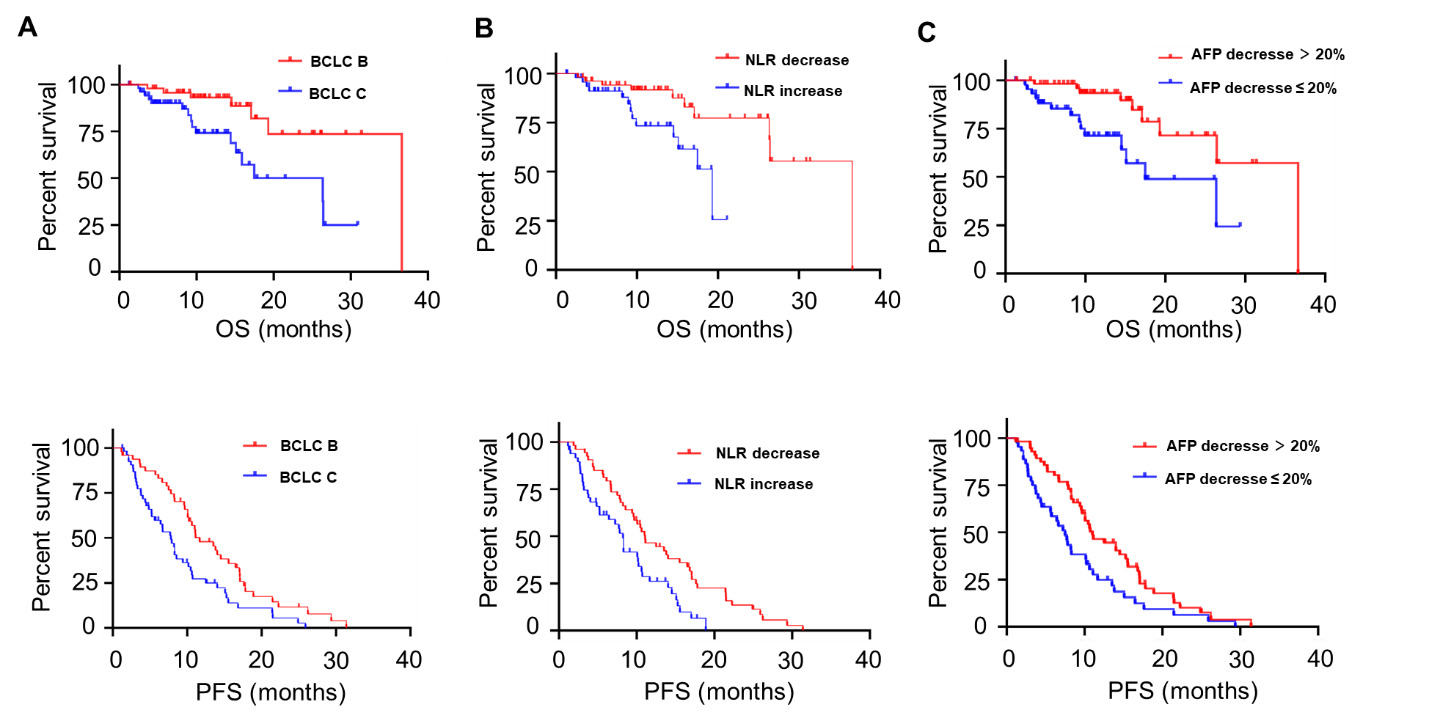 A
BCLC B
BCLC C
Percent survival
100
75
50
25
0
0 10 20 30 40
OS (months)
B
NLR decrease
NLR increase
Percent survival
100
75
50
25
0
0 10 20 30 40
OS (months)
C
AFP decresse > 20%
AFP decresse ≤ 20%
Percent survival
100
75
50
25
0
0 10 20 30 40
OS (months)
BCLC B
BCLC C
Percent survival
100
75
50
25
0
0 10 20 30 40
PFS (months)
NLR decrease
NLR increase
Percent survival
100
75
50
25
0
0 10 20 30 40
PFS (months)
AFP decresse > 20%
AFP decresse ≤ 20%
Percent survival
100
75
50
25
0
0 10 20 30 40
PFS (months)